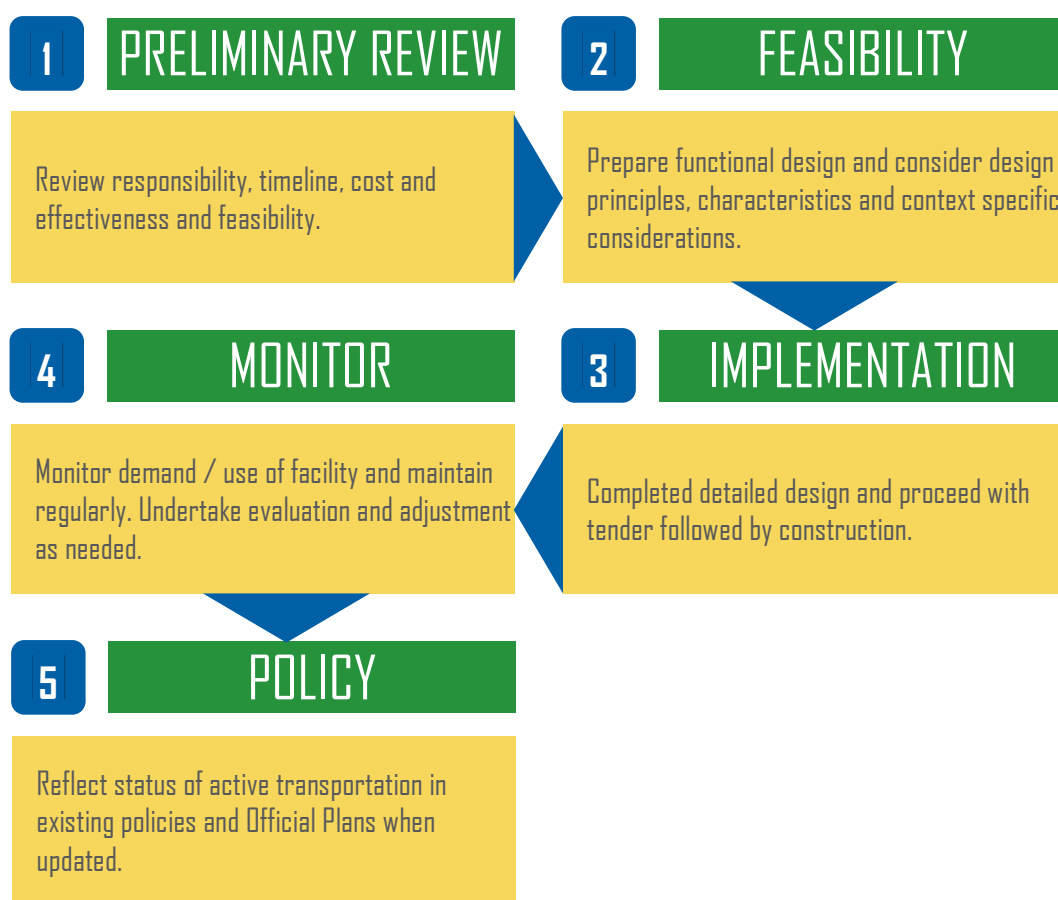 1
PRELIMINARY REVIEW
Review responsibility, timeline, cost and
effectiveness and feasibility.
2
FEASIBILITY
Prepare functional design and consider design
principles, characteristics and context specific
considerations.
3
IMPLEMENTATION
Completed detailed design and proceed with
tender followed by construction.
4
MONITOR
Monitor demand / use of facility and maintain
regularly. Undertake evaluation and adjustment
as needed.
5
POLICY
Reflect status of active transportation in
existing policies and Official Plans when
updated.